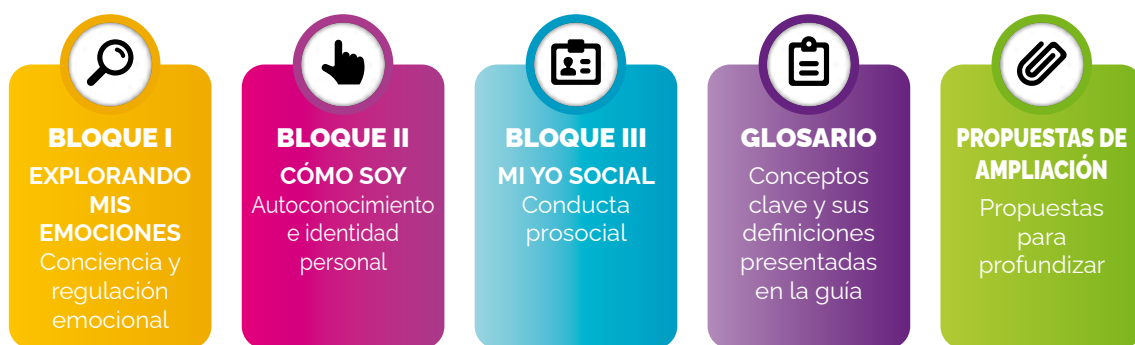 BLOQUE I
EXPLORANDO
MIS
EMOCIONES
Conciencia y
regulación
emocional
BLOQUE II
CÓMO SOY
Autoconocimiento
e identidad
personal
BLOQUE III
MI YO SOCIAL
Conducta
prosocial
GLOSARIO
Conceptos
clave y sus
definiciones
presentadas
en la guía
PROPUESTAS DE
AMPLIACIÓN
Propuestas
para
profundizar